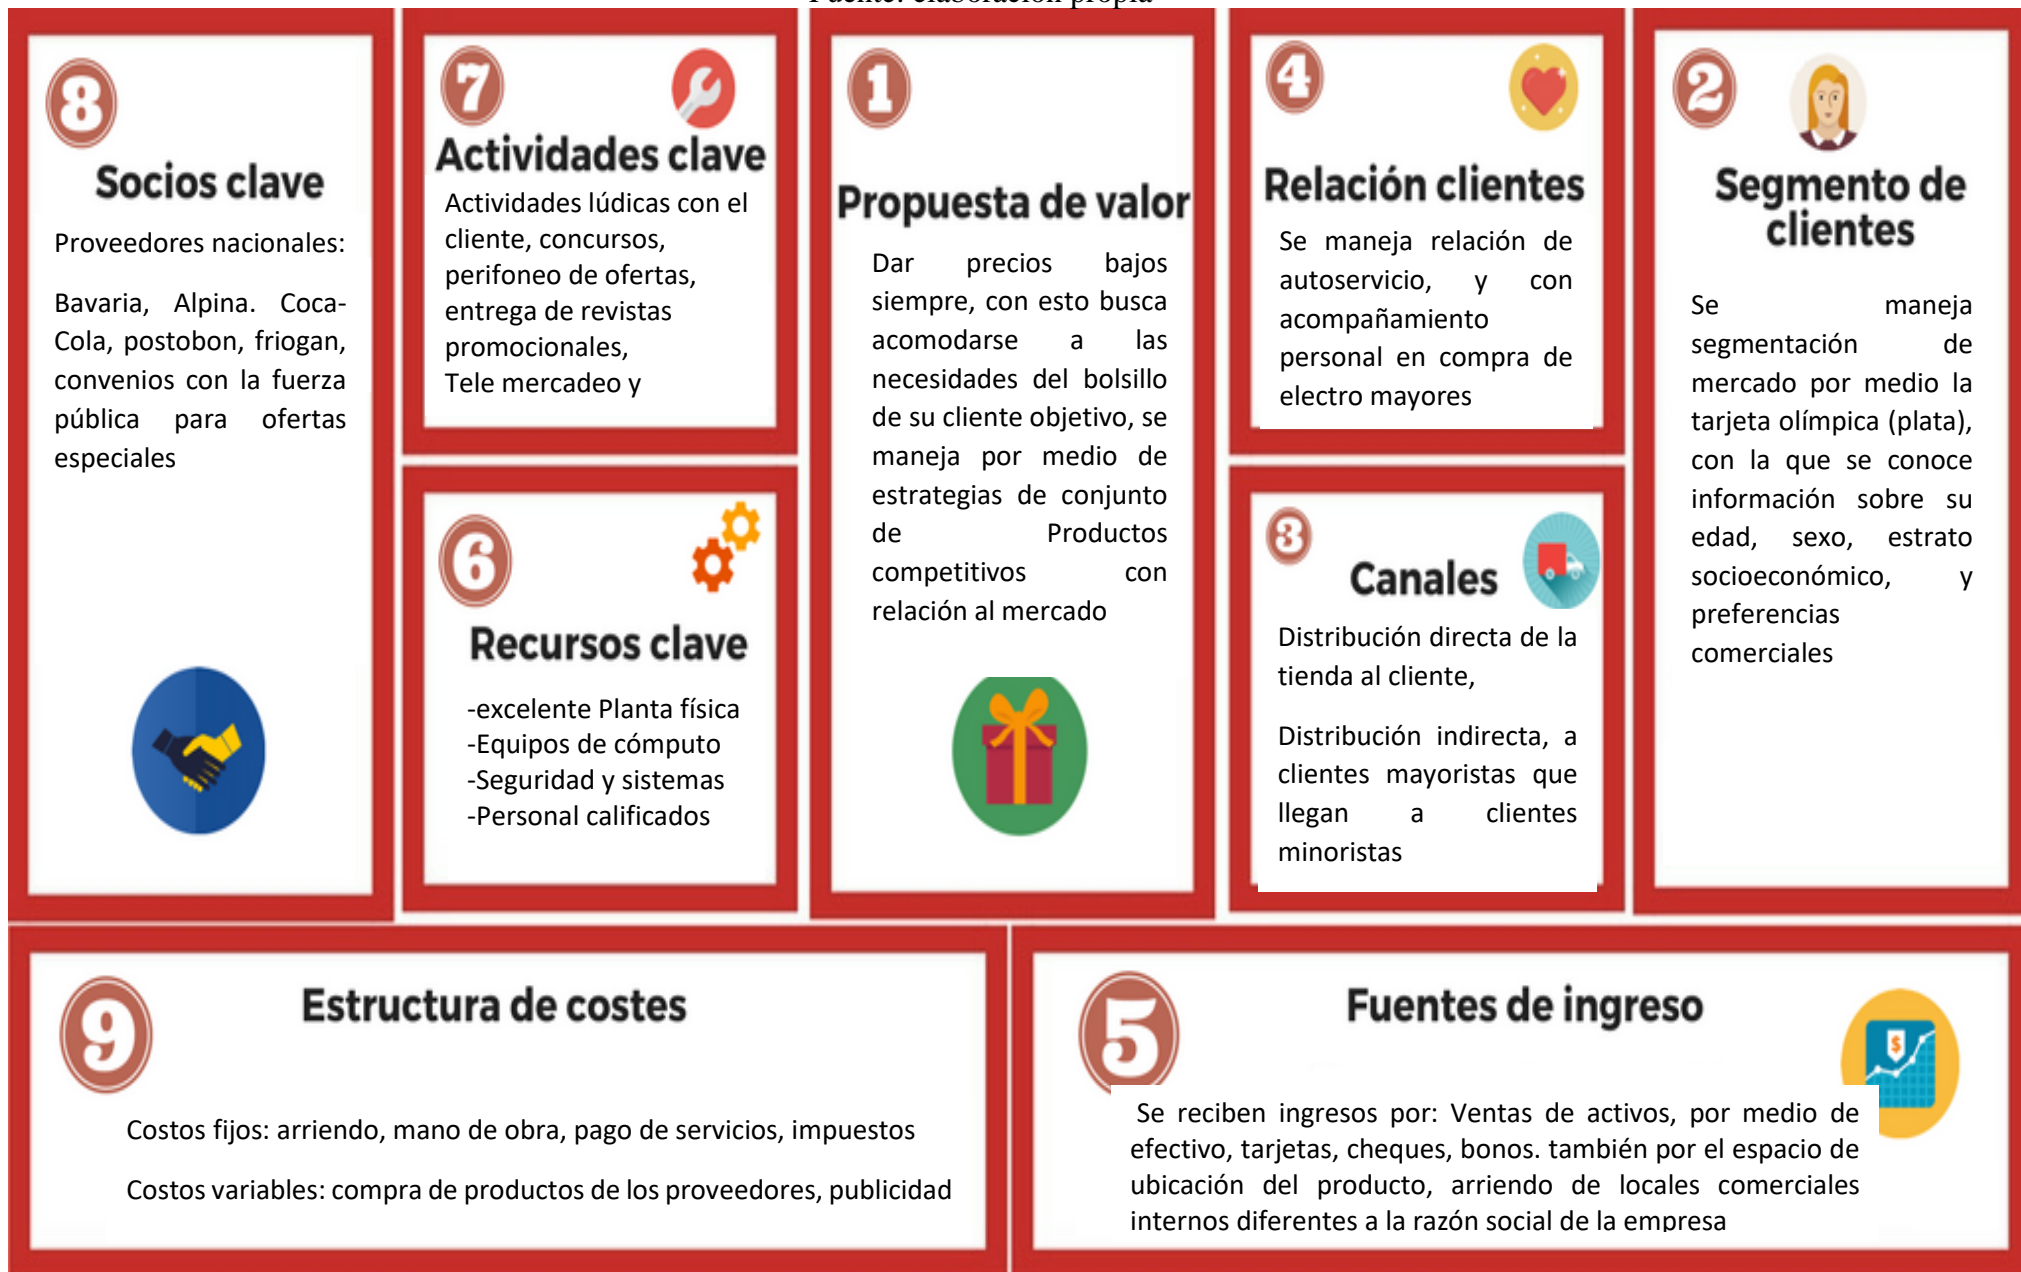 Fuente: elaboración propia
8
Socios clave
Proveedores nacionales:
Bavaria, Alpina. Coca-
Cola, postobon, friogan,
convenios con la fuerza
pública para ofertas
especiales
7
Actividades clave
Actividades lúdicas con el
cliente, concursos,
perifoneo de ofertas,
entrega de revistas
promocionales,
Tele mercadeo y
6
Recursos clave
-excelente Planta física
-Equipos de cómputo
-Seguridad y sistemas
-Personal calificados
1
Propuesta de valor
Dar precios bajos
siempre, con esto busca
acomodarse a las
necesidades del bolsillo
de su cliente objetivo, se
maneja por medio de
estrategias de conjunto
de Productos
competitivos con
relación al mercado
4
Relación clientes
Se maneja relación de
autoservicio, y con
acompañamiento
personal en compra de
electro mayores
3
Canales
Distribución directa de la
tienda al cliente,
Distribución indirecta, a
clientes mayoristas que
llegan a clientes
minoristas
2
Segmento de
clientes
Se maneja
segmentación de
mercado por medio la
tarjeta olímpica (plata),
con la que se conoce
información sobre su
edad, sexo, estrato
socioeconómico, y
preferencias
comerciales
9
Estructura de costes
Costos fijos: arriendo, mano de obra, pago de servicios, impuestos
Costos variables: compra de productos de los proveedores, publicidad
5
Fuentes de ingreso
$
Se reciben ingresos por: Ventas de activos, por medio de
efectivo, tarjetas, cheques, bonos. también por el espacio de
ubicación del producto, arriendo de locales comerciales
internos diferentes a la razón social de la empresa